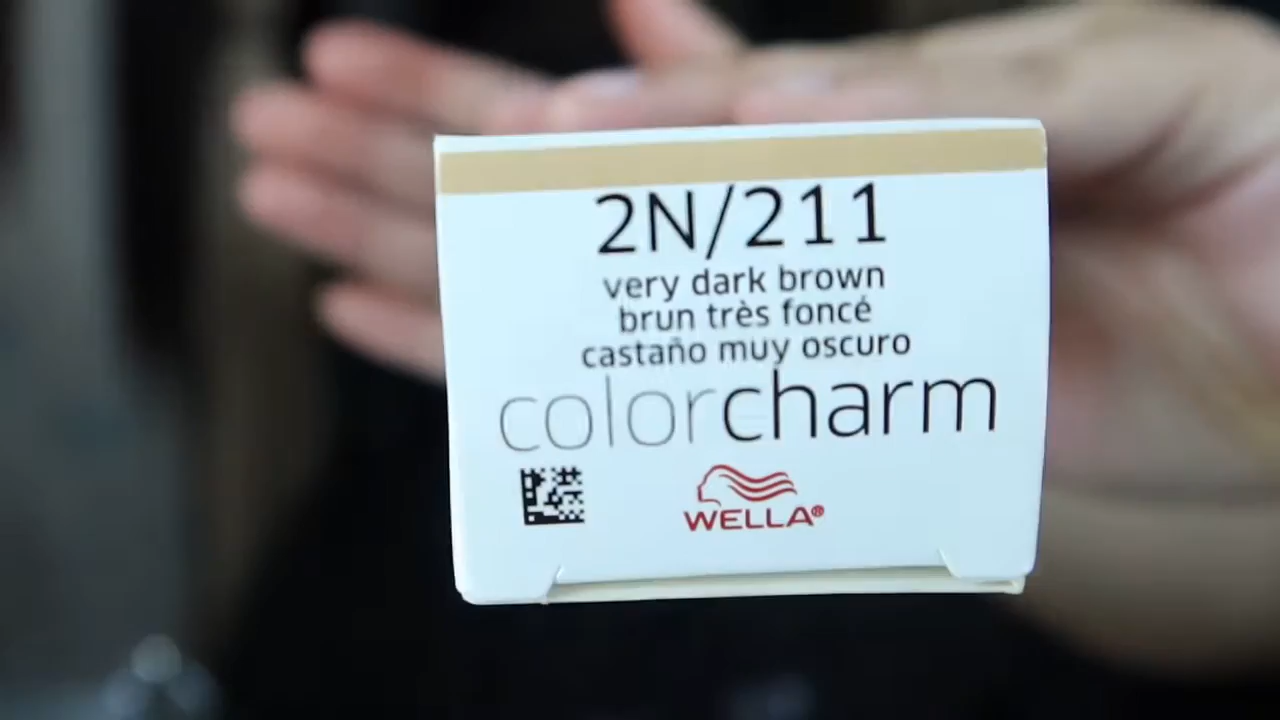 2N/211
very dark brown
brun très foncé
castaño muy oscuro
colorcharm
WELLA®